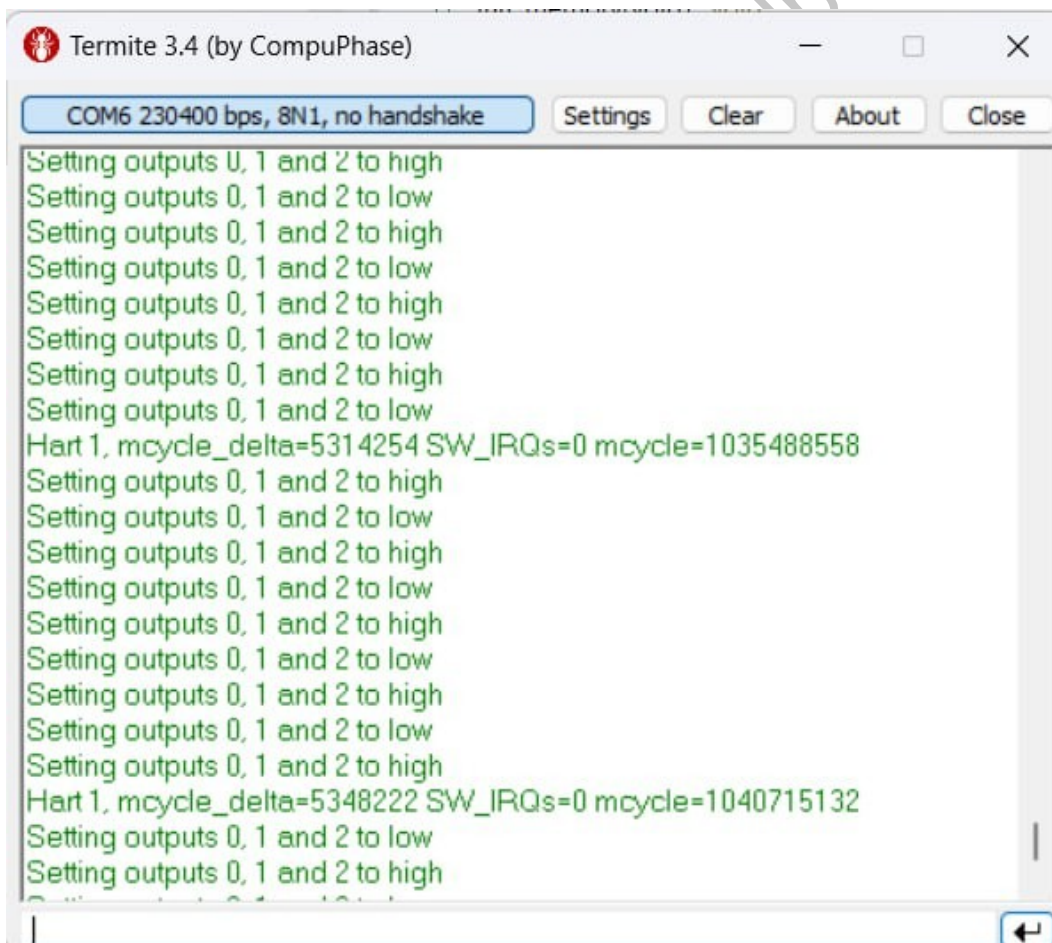 Termite 3.4 (by CompuPhase)
COM6 230400 bps, 8N1, no handshake Settings Clear About Close
Setting outputs 0, 1 and 2 to high
Setting outputs 0, 1 and 2 to low
Setting outputs 0, 1 and 2 to high
Setting outputs 0, 1 and 2 to low
Setting outputs 0, 1 and 2 to high
Setting outputs 0, 1 and 2 to low
Setting outputs 0, 1 and 2 to high
Setting outputs 0, 1 and 2 to low
Hart 1, mcycle_delta=5314254 SW_IRQs=0 mcycle=1035488558
Setting outputs 0, 1 and 2 to high
Setting outputs 0, 1 and 2 to low
Setting outputs 0, 1 and 2 to high
Setting outputs 0, 1 and 2 to low
Setting outputs 0, 1 and 2 to high
Setting outputs 0, 1 and 2 to low
Setting outputs 0, 1 and 2 to high
Setting outputs 0, 1 and 2 to low
Setting outputs 0, 1 and 2 to high
Hart 1, mcycle_delta=5348222 SW_IRQs=0 mcycle=1040715132
Setting outputs 0, 1 and 2 to low
Setting outputs 0, 1 and 2 to high